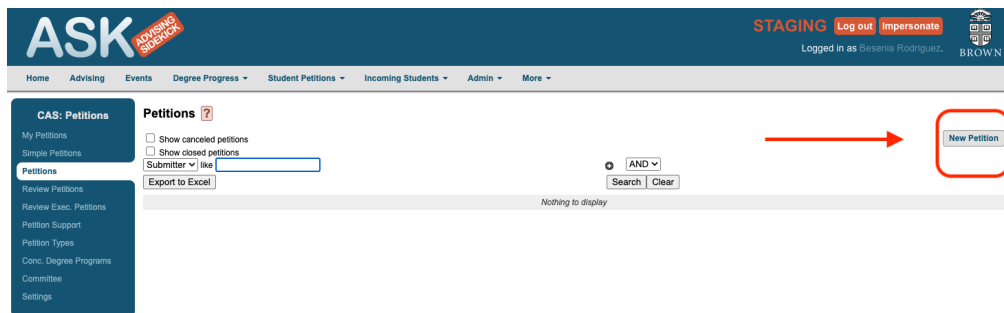 ASK ADVISING SIDEKICK
STAGING Log out Impersonate
Logged in as Besenia Rodriguez.
BROWN
Home Advising Events Degree Progress Student Petitions Incoming Students Admin More
CAS: Petitions
My Petitions
Simple Petitions
Petitions
Review Petitions
Review Exec. Petitions
Petition Support
Petition Types
Conc. Degree Programs
Committee
Settings
Petitions ?
Show canceled petitions
Show closed petitions
New Petition
Submitter like AND
Export to Excel Search Clear
Nothing to display